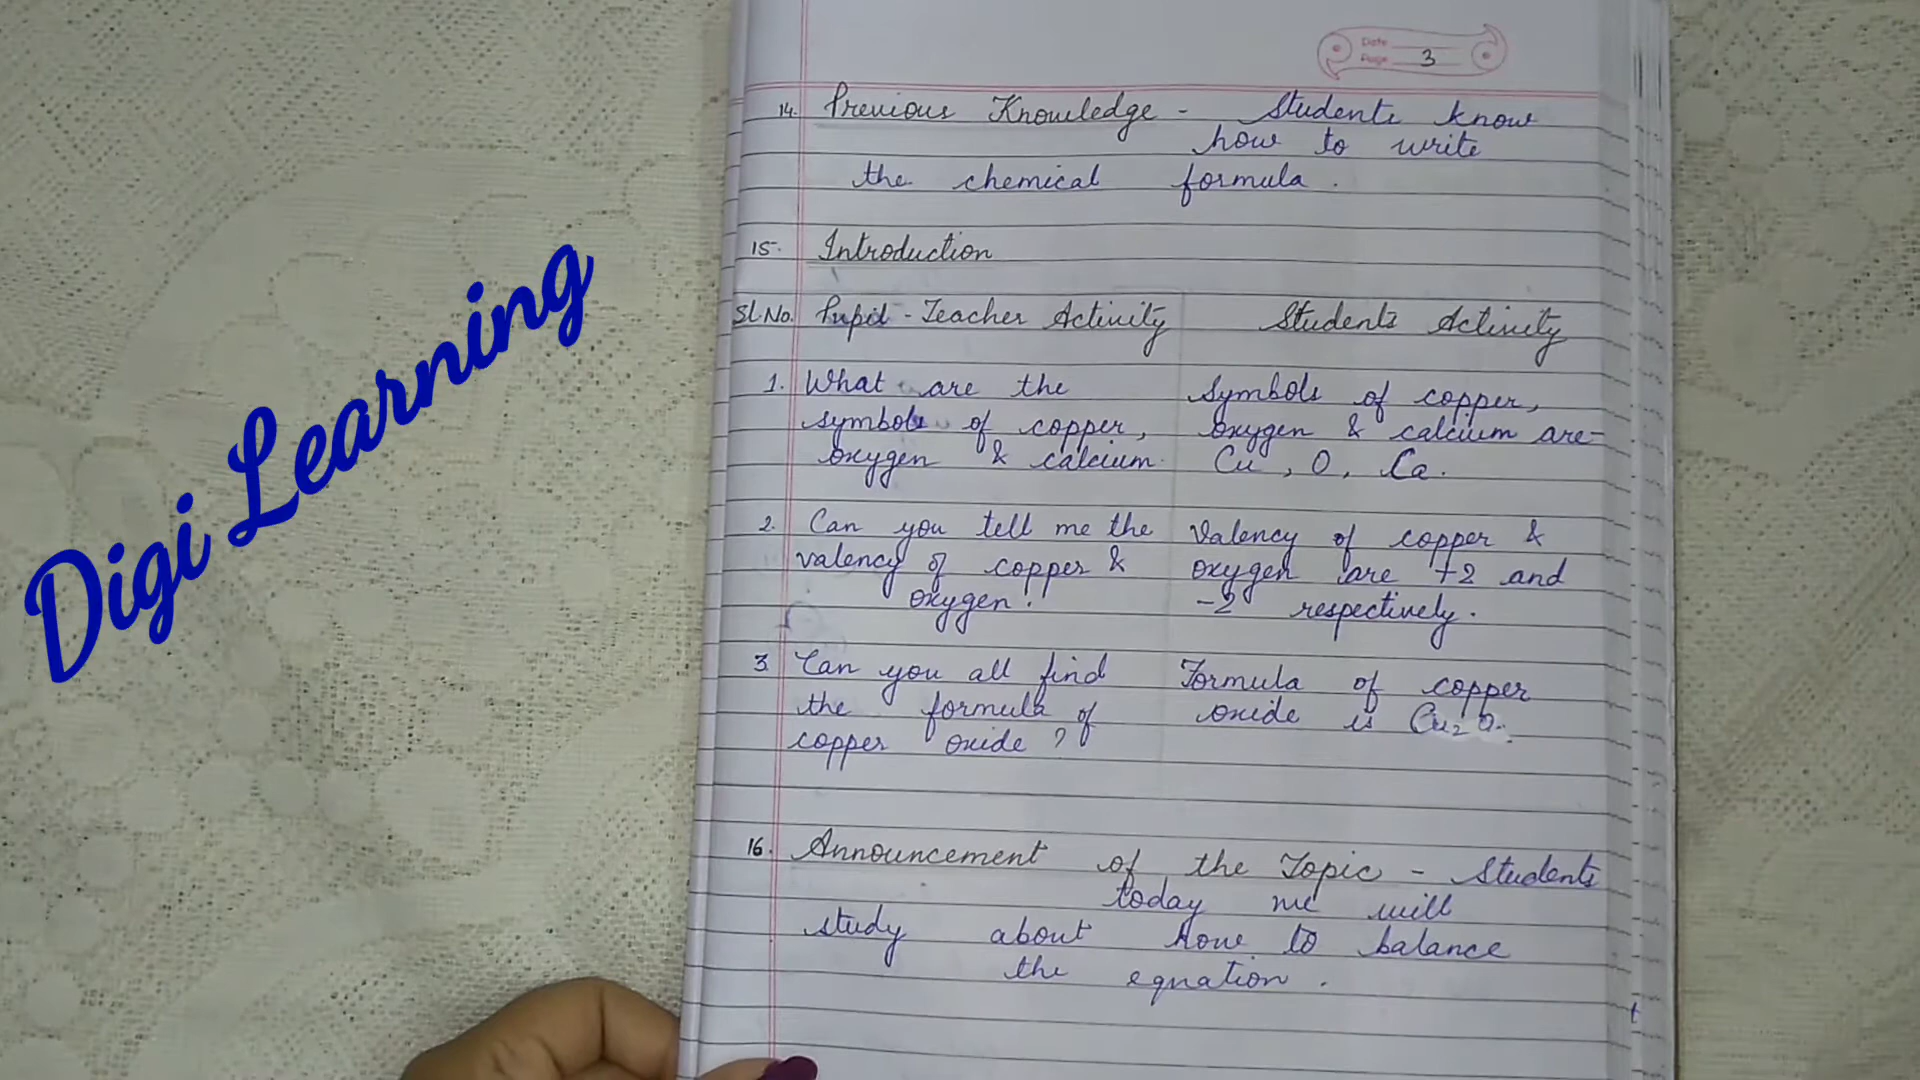 Date
Page 3
14. Previous Knowledge - Students know
how to write
the chemical formula.
15. Introduction
Sl.No. Pupil-Teacher Activity Students Activity
1. What are the
symbols of copper,
oxygen & calcium.
Symbols of copper,
oxygen & calcium are-
Cu, O, Ca.
2. Can you tell me the
valency of copper &
oxygen.
Valency of copper &
oxygen are +2 and
-2 respectively.
3. Can you all find
the formula of
copper oxide?
Formula of copper
oxide is Cu₂O.
16. Announcement of the Topic - Students
today we will
study about how to balance
the equation.
Digi Learning